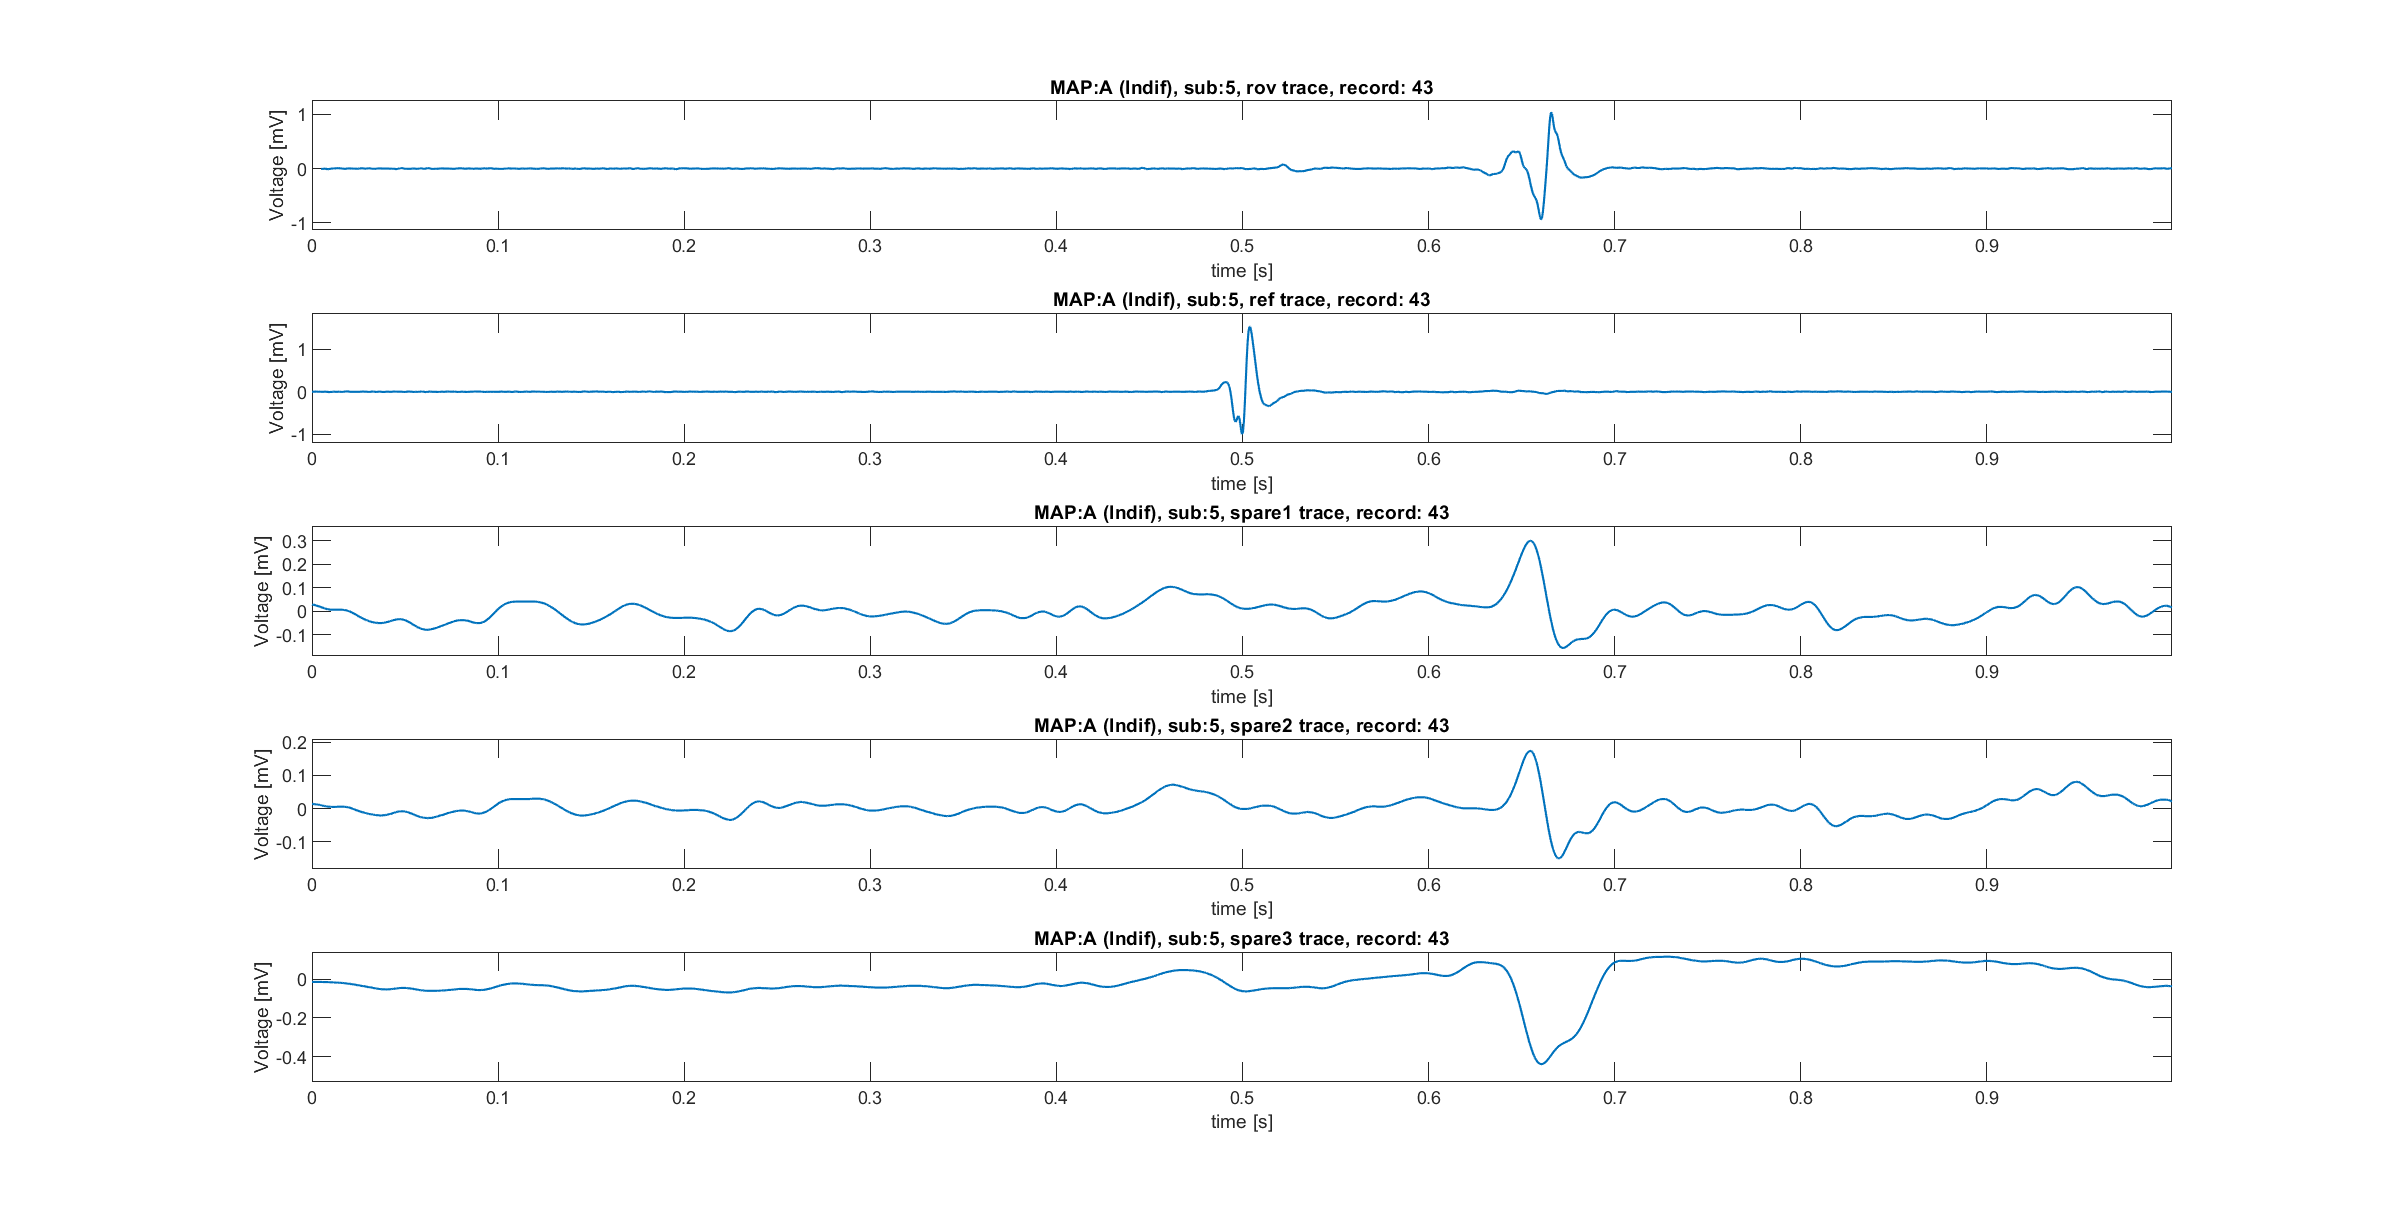 MAP:A (Indif), sub:5, rov trace, record: 43
Voltage [mV]
1
0
-1
0 0.1 0.2 0.3 0.4 0.5 0.6 0.7 0.8 0.9
time [s]
MAP:A (Indif), sub:5, ref trace, record: 43
Voltage [mV]
1
0
-1
0 0.1 0.2 0.3 0.4 0.5 0.6 0.7 0.8 0.9
time [s]
MAP:A (Indif), sub:5, spare1 trace, record: 43
Voltage [mV]
0.3
0.2
0.1
0
-0.1
0 0.1 0.2 0.3 0.4 0.5 0.6 0.7 0.8 0.9
time [s]
MAP:A (Indif), sub:5, spare2 trace, record: 43
Voltage [mV]
0.2
0.1
0
-0.1
0 0.1 0.2 0.3 0.4 0.5 0.6 0.7 0.8 0.9
time [s]
MAP:A (Indif), sub:5, spare3 trace, record: 43
Voltage [mV]
0
-0.2
-0.4
0 0.1 0.2 0.3 0.4 0.5 0.6 0.7 0.8 0.9
time [s]